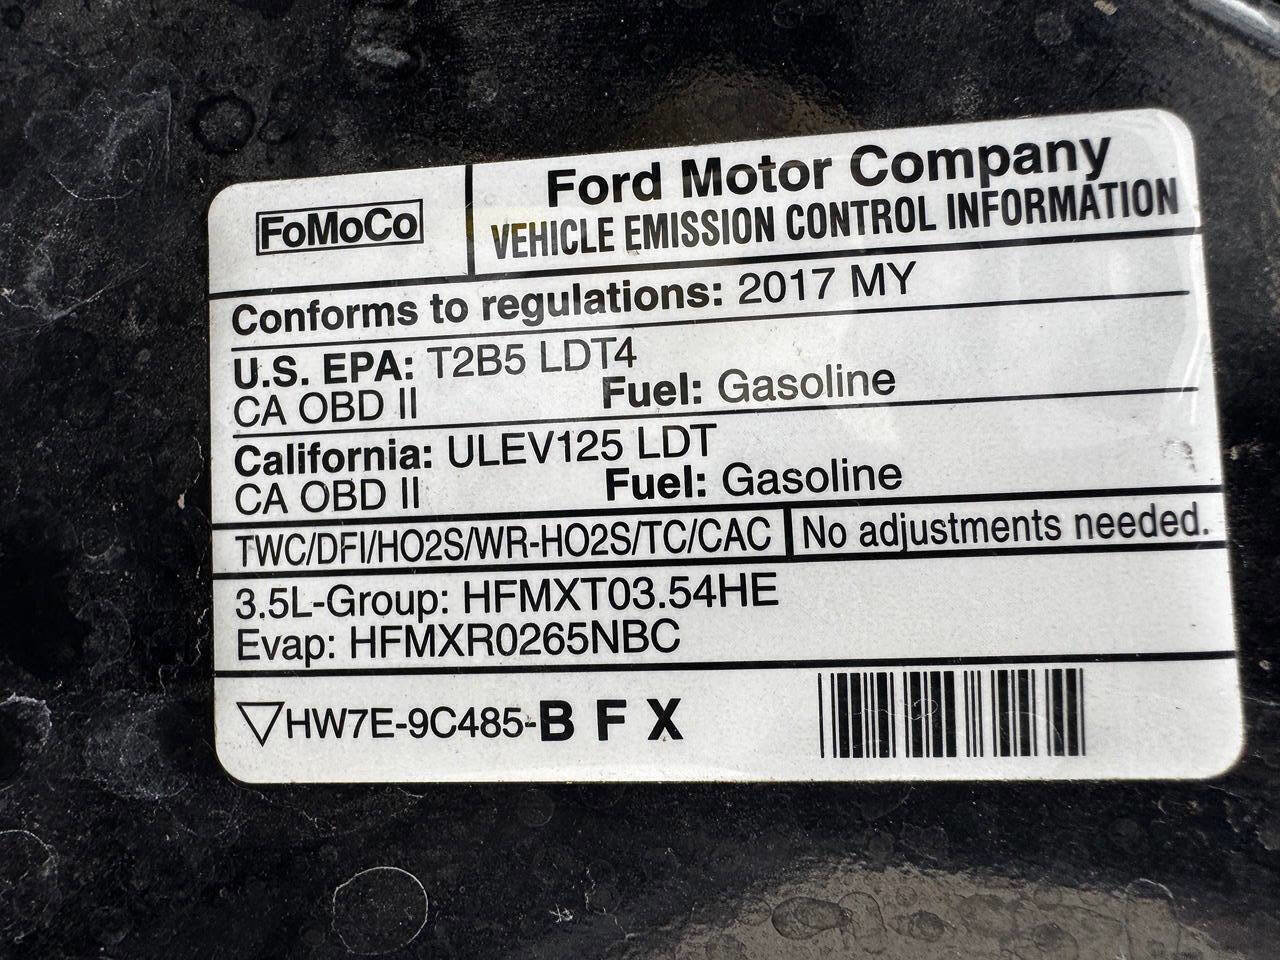 FoMoCo
Ford Motor Company
VEHICLE EMISSION CONTROL INFORMATION
Conforms to regulations: 2017 MY
U.S. EPA: T2B5 LDT4
CA OBD II Fuel: Gasoline
California: ULEV125 LDT
CA OBD II Fuel: Gasoline
TWC/DFI/HO2S/WR-HO2S/TC/CAC No adjustments needed.
3.5L-Group: HFMXT03.54HE
Evap: HFMXR0265NBC
▽HW7E-9C485-B F X